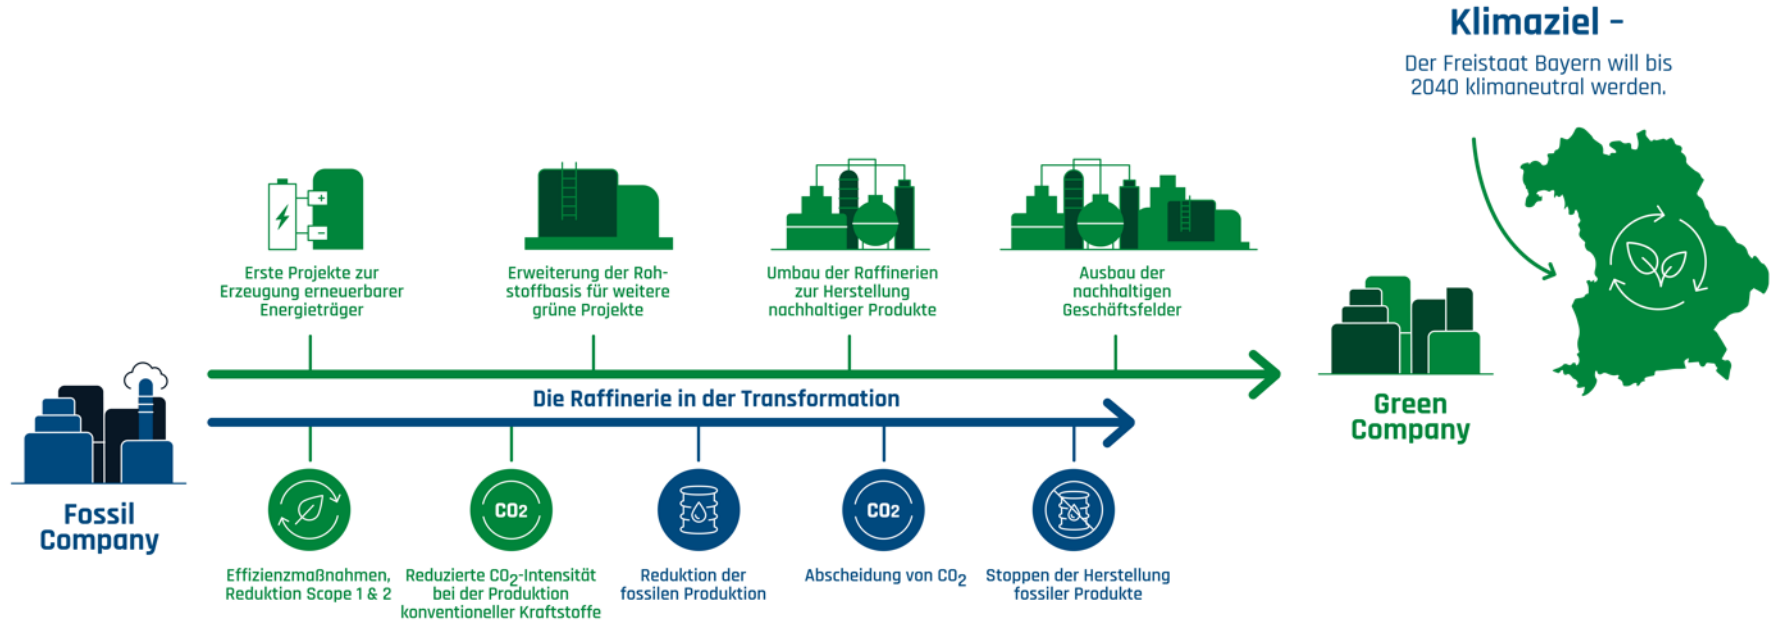 Klimaziel –
Der Freistaat Bayern will bis
2040 klimaneutral werden.
Erste Projekte zur
Erzeugung erneuerbarer
Energieträger
Erweiterung der Roh-
stoffbasis für weitere
grüne Projekte
Umbau der Raffinerien
zur Herstellung
nachhaltiger Produkte
Ausbau der
nachhaltigen
Geschäftsfelder
Die Raffinerie in der Transformation
Fossil
Company
Green
Company
CO2
CO2
Effizienzmaßnahmen,
Reduktion Scope 1 & 2
Reduzierte CO₂-Intensität
bei der Produktion
konventioneller Kraftstoffe
Reduktion der
fossilen Produktion
Abscheidung von CO₂
Stoppen der Herstellung
fossiler Produkte